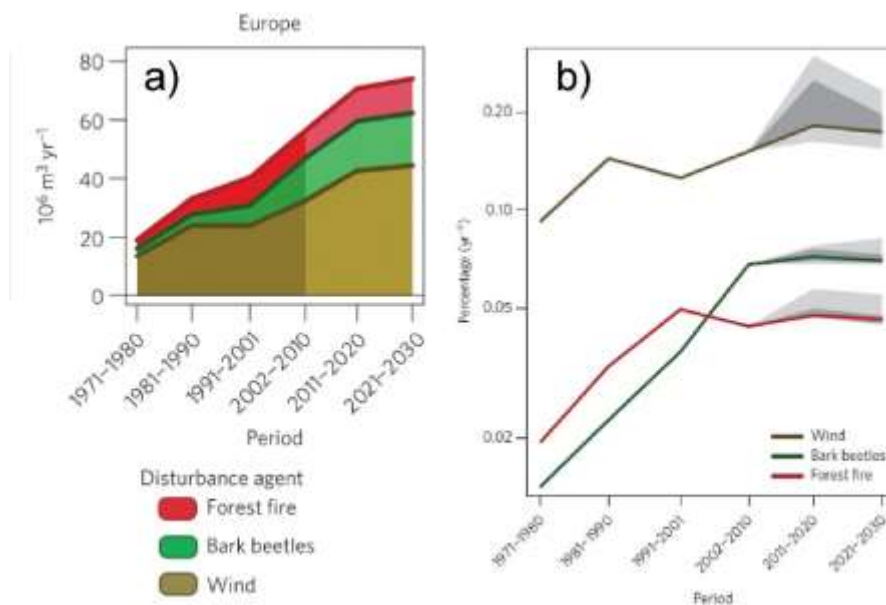 Europe
a)
80
60
40
20
0
10⁶ m³ yr⁻¹
1971–1980
1981–1990
1991–2001
2002–2010
2011–2020
2021–2030
Period
Disturbance agent
Forest fire
Bark beetles
Wind
b)
0.20
0.10
0.05
0.02
Percentage (yr⁻¹)
Wind
Bark beetles
Forest fire
1971–1980
1981–1990
1991–2001
2002–2010
2011–2020
2021–2030
Period